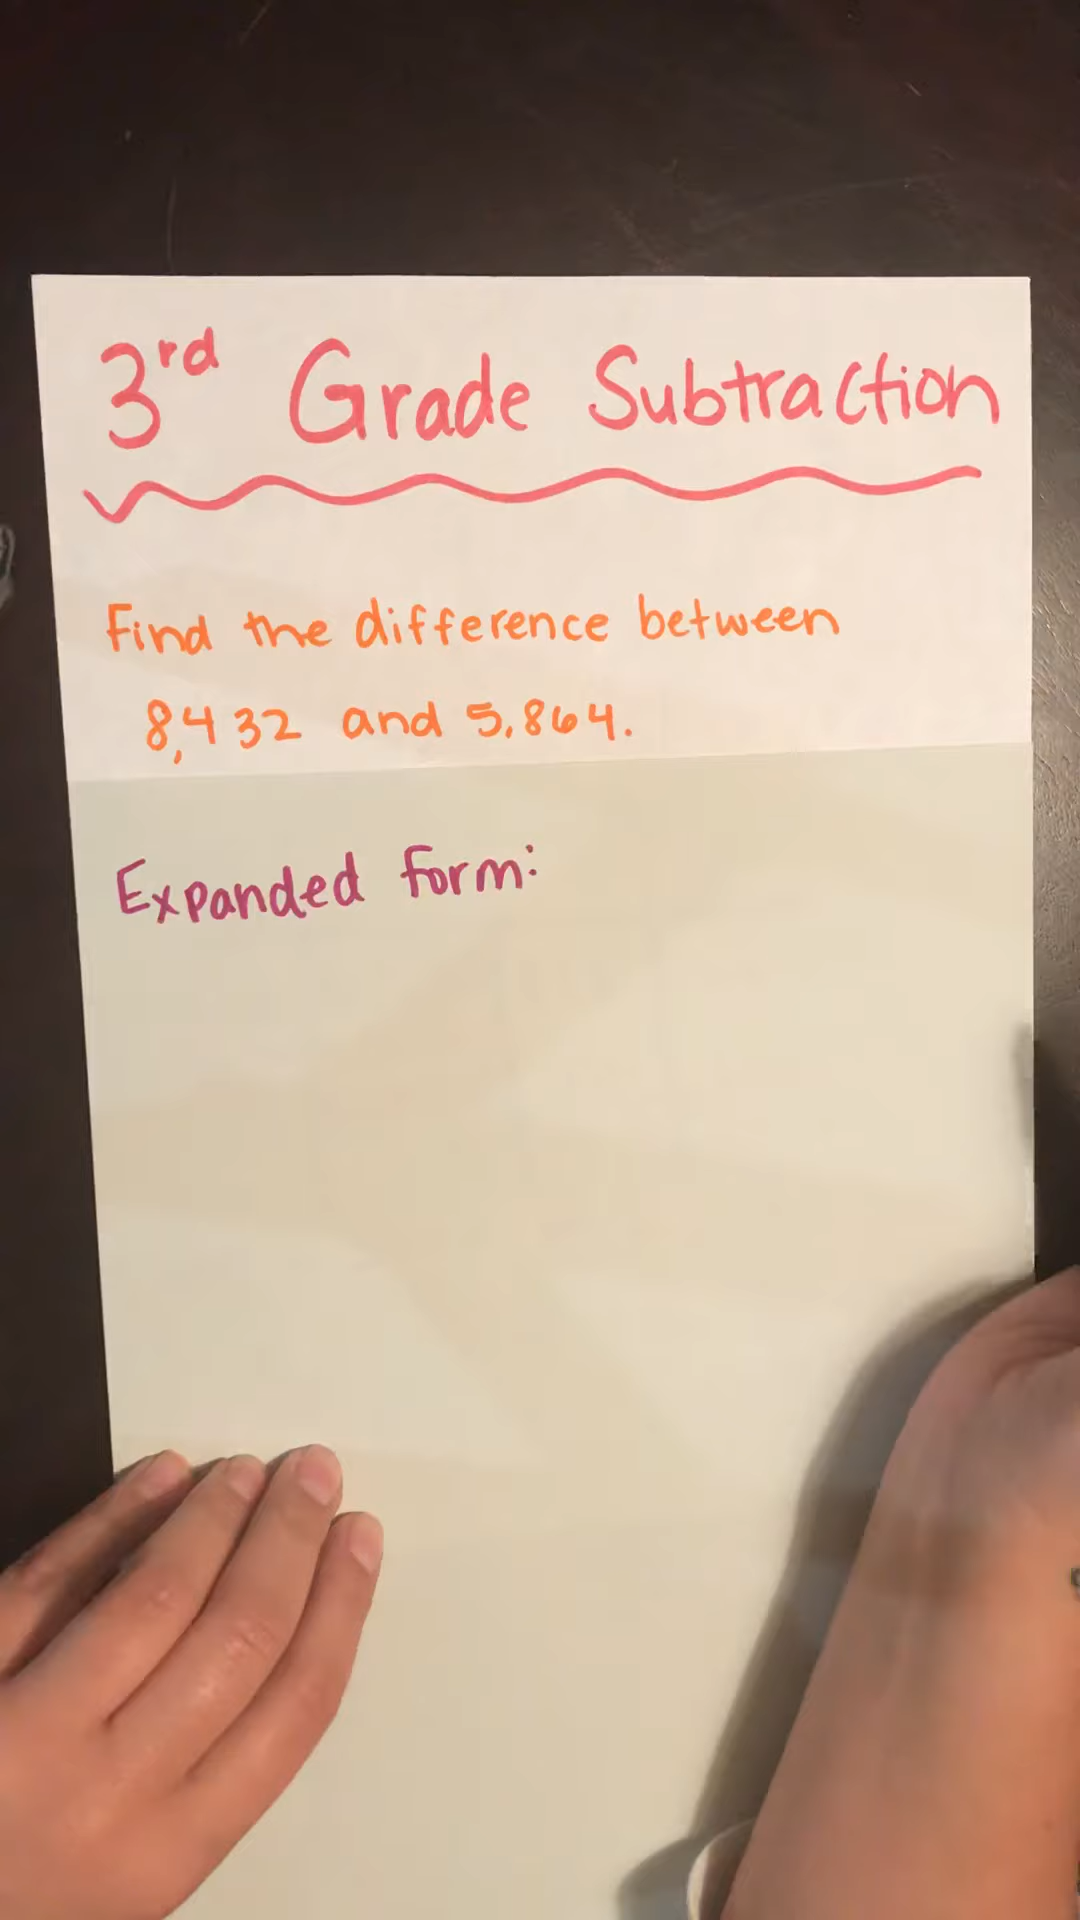 3rd Grade Subtraction
Find the difference between
8,432 and 5,864.
Expanded form: